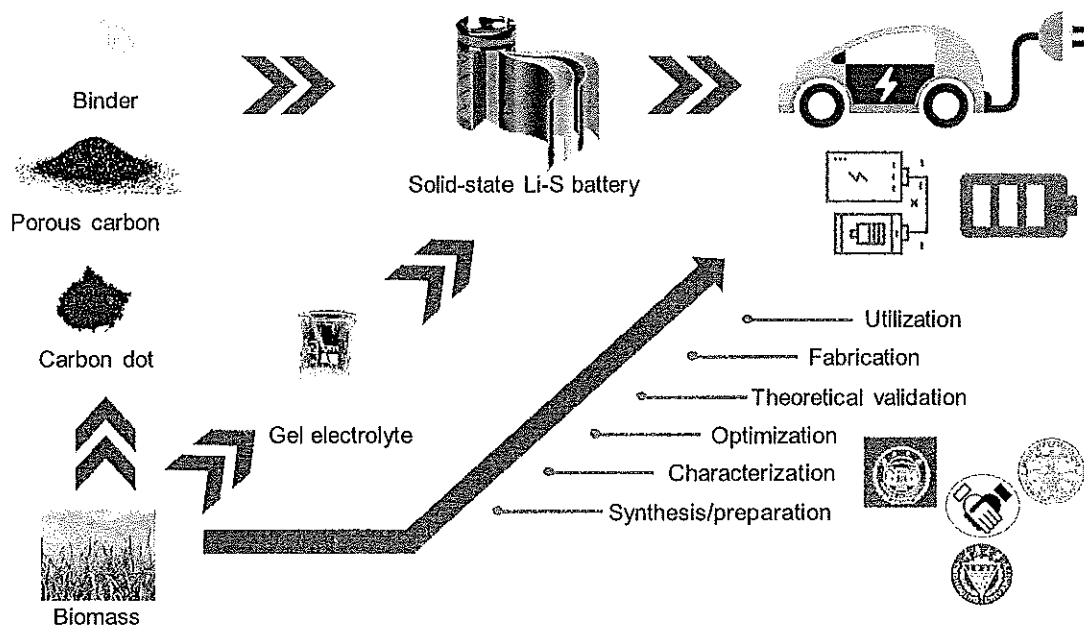 Binder
Porous carbon
Solid-state Li-S battery
Carbon dot
Gel electrolyte
Biomass
Utilization
Fabrication
Theoretical validation
Optimization
Characterization
Synthesis/preparation